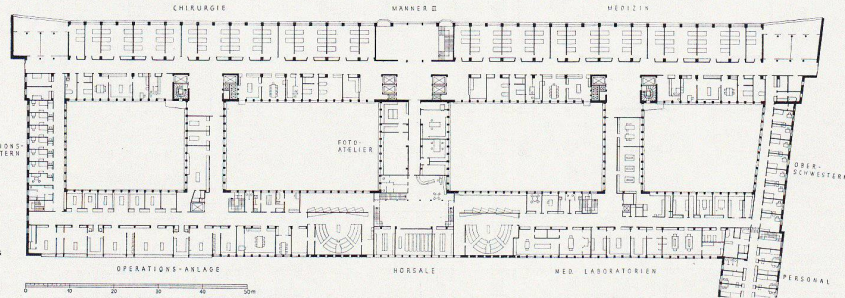 CHIRURGIE
MÄNNER II
MEDIZIN
FOTO-
ATELIER
OBER-
SCHWESTERN
OPERATIONS-ANLAGE
HÖRSÄLE
MED. LABORATORIEN
PERSONAL
0 10 20 30 40 50m